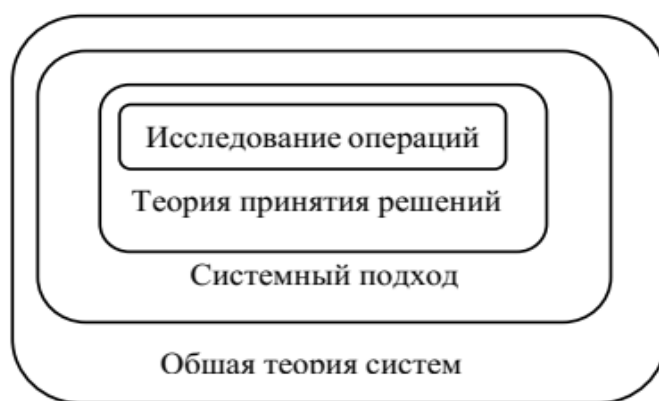 Исследование операций
Теория принятия решений
Системный подход
Общая теория систем